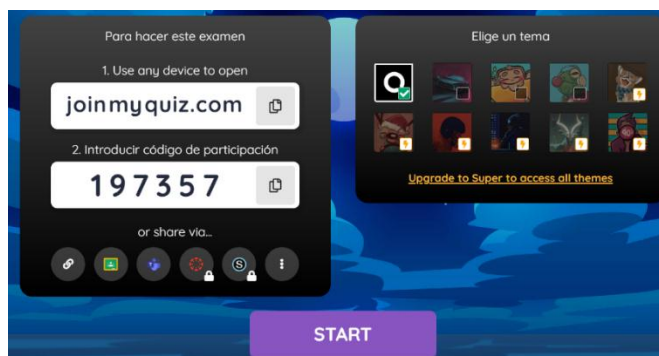 Para hacer este examen
1. Use any device to open
joinmyquiz.com
2. Introducir código de participación
197357
or share via...
Elige un tema
Upgrade to Super to access all themes
START